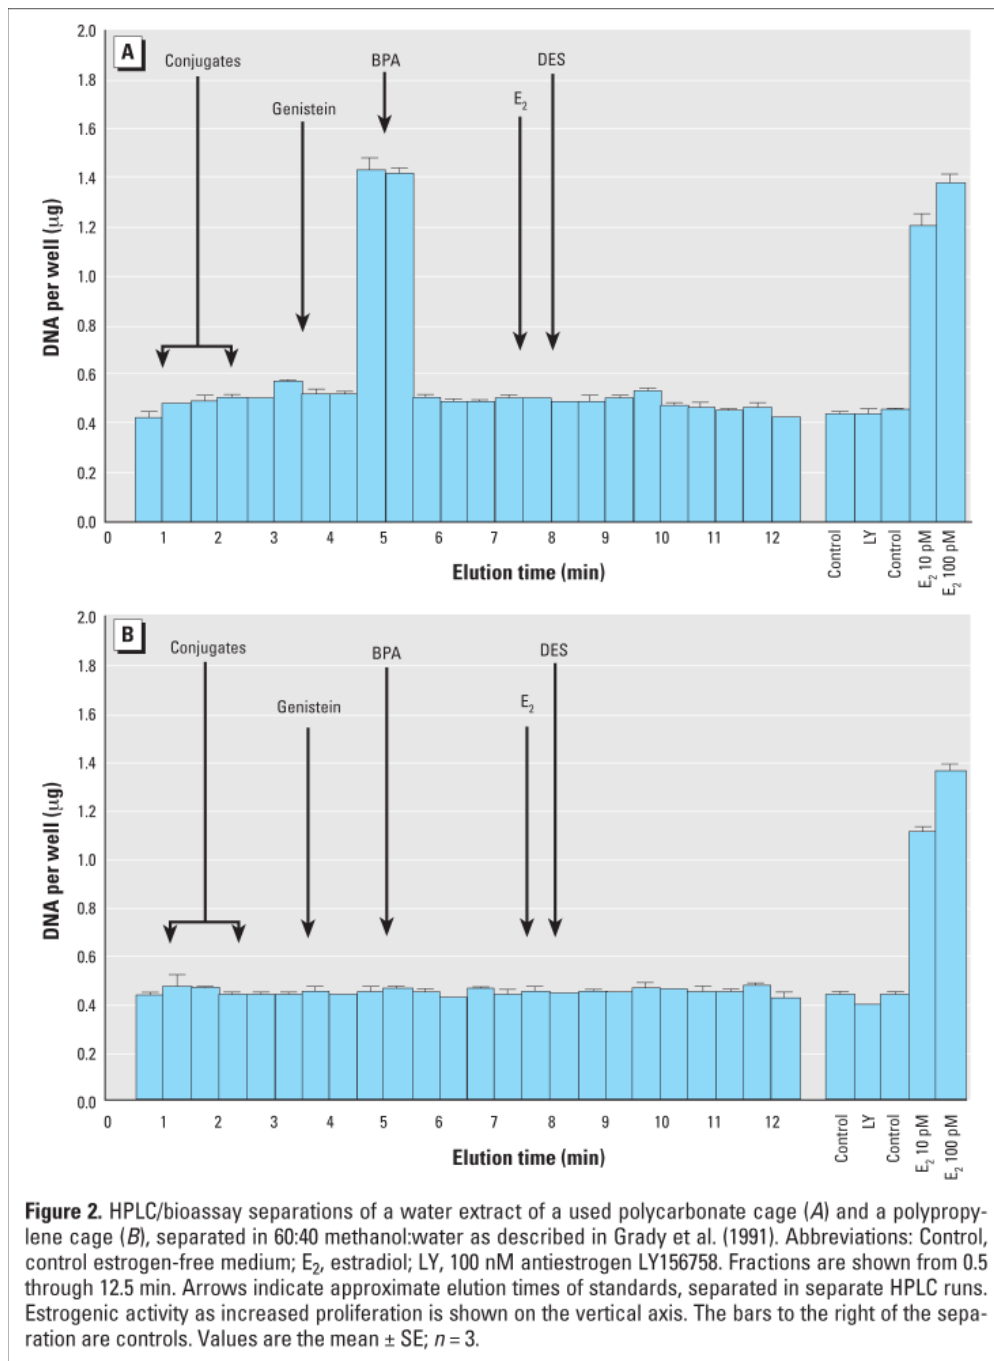 A
Conjugates
BPA
DES
Genistein
E2
DNA per well (µg)
2.0
1.8
1.6
1.4
1.2
1.0
0.8
0.6
0.4
0.2
0.0
0 1 2 3 4 5 6 7 8 9 10 11 12
Control
LY
Control
E2 10 pM
E2 100 pM
Elution time (min)
B
Conjugates
BPA
DES
Genistein
E2
DNA per well (µg)
2.0
1.8
1.6
1.4
1.2
1.0
0.8
0.6
0.4
0.2
0.0
0 1 2 3 4 5 6 7 8 9 10 11 12
Control
LY
Control
E2 10 pM
E2 100 pM
Elution time (min)
Figure 2. HPLC/bioassay separations of a water extract of a used polycarbonate cage (A) and a polypropy-
lene cage (B), separated in 60:40 methanol:water as described in Grady et al. (1991). Abbreviations: Control,
control estrogen-free medium; E2, estradiol; LY, 100 nM antiestrogen LY156758. Fractions are shown from 0.5
through 12.5 min. Arrows indicate approximate elution times of standards, separated in separate HPLC runs.
Estrogenic activity as increased proliferation is shown on the vertical axis. The bars to the right of the sepa-
ration are controls. Values are the mean ± SE; n = 3.